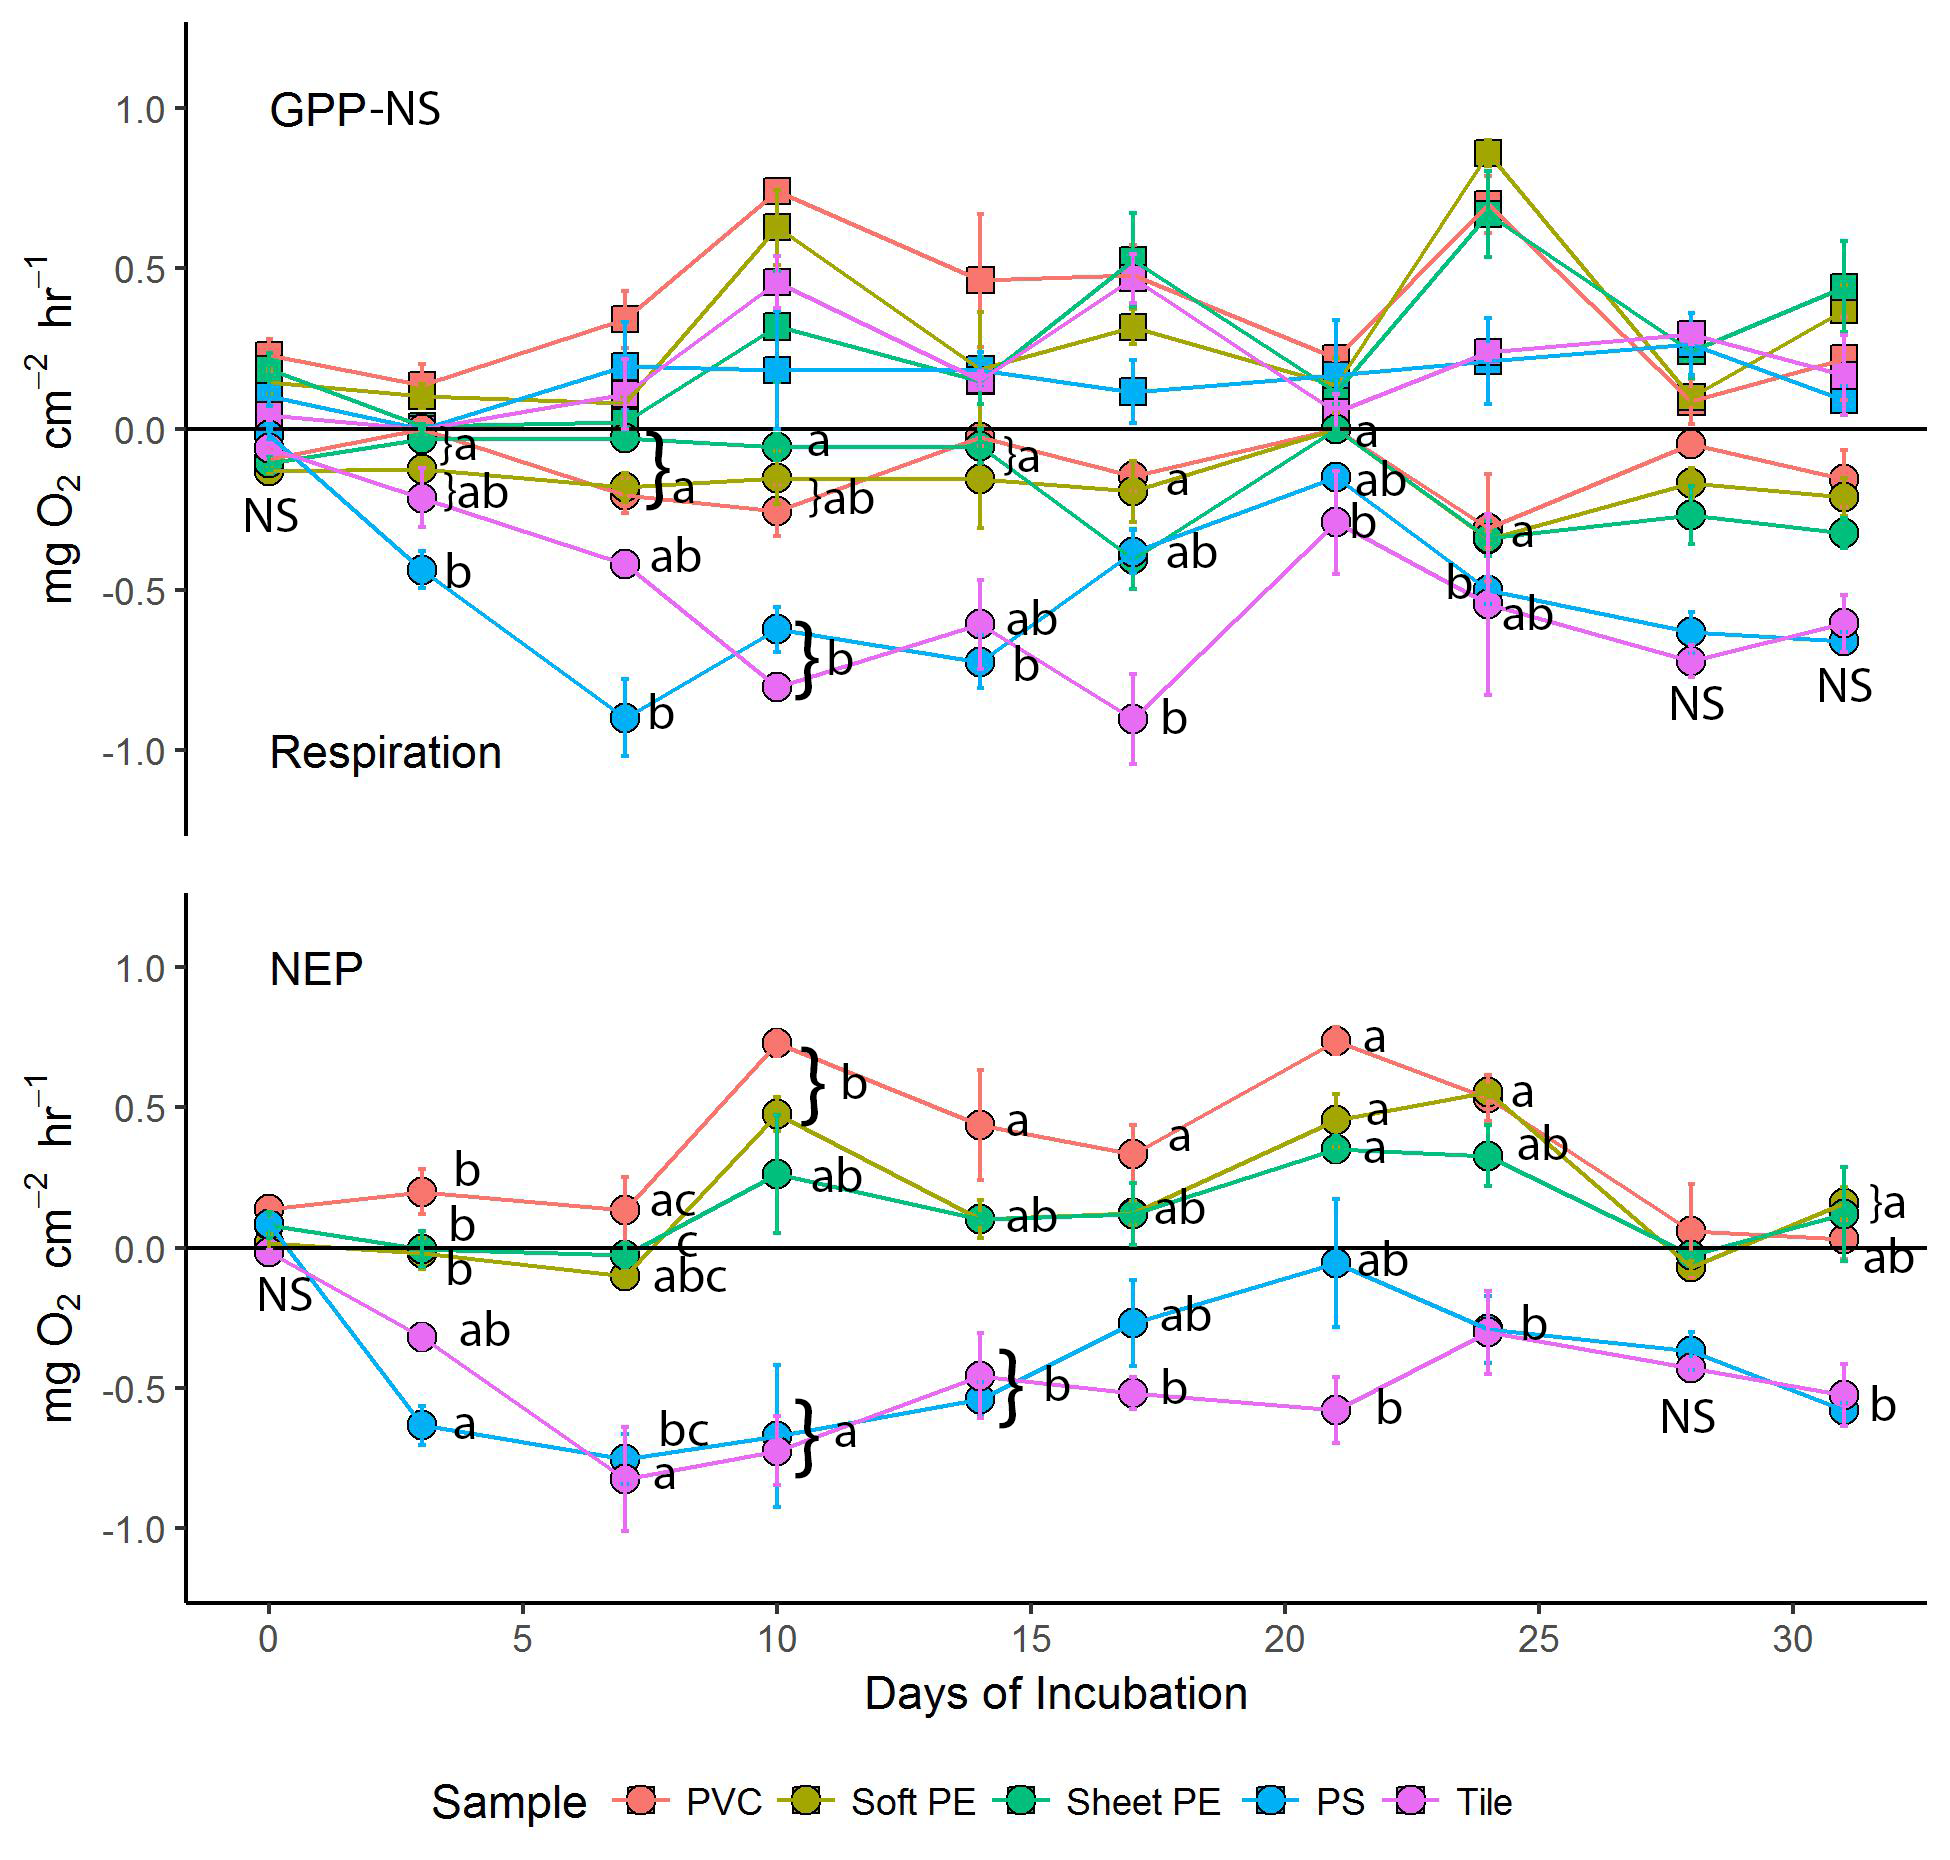 GPP-NS
1.0
0.5
0.0
-0.5
-1.0
mg O₂ cm⁻² hr⁻¹
NS
}a
}ab
b
}
a
ab
b
a
}ab
}
b
}a
ab
b
a
ab
b
a
ab
b
a
b
ab
NS
NS
Respiration
NEP
1.0
0.5
0.0
-0.5
-1.0
mg O₂ cm⁻² hr⁻¹
NS
b
b
b
ab
a
ac
c
abc
bc
a
}
b
ab
}
a
a
ab
}
b
a
ab
ab
b
a
a
a
ab
b
a
ab
b
NS
}a
ab
b
0 5 10 15 20 25 30
Days of Incubation
Sample PVC Soft PE Sheet PE PS Tile